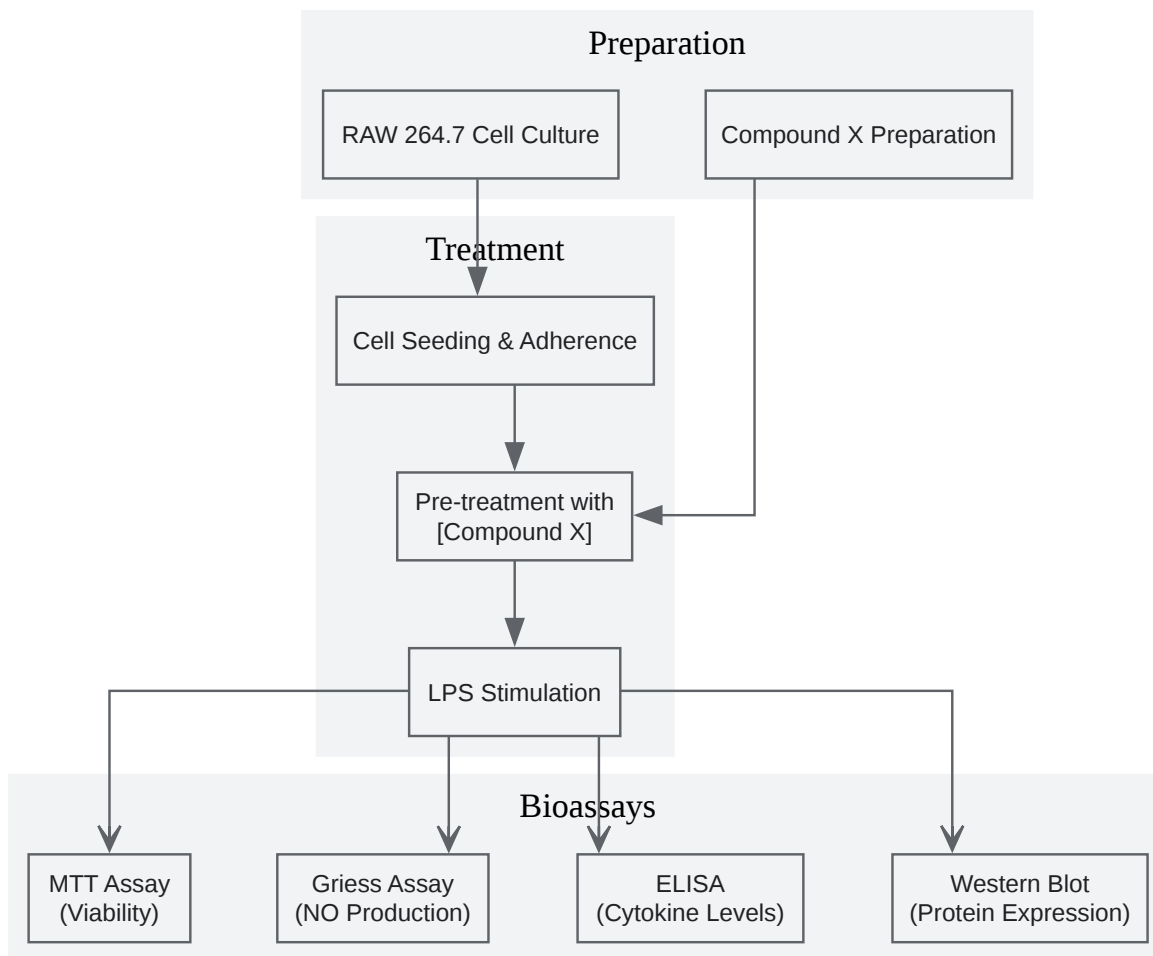 Preparation
RAW 264.7 Cell Culture
Compound X Preparation
Treatment
Cell Seeding & Adherence
Pre-treatment with
[Compound X]
LPS Stimulation
Bioassays
MTT Assay
(Viability)
Griess Assay
(NO Production)
ELISA
(Cytokine Levels)
Western Blot
(Protein Expression)